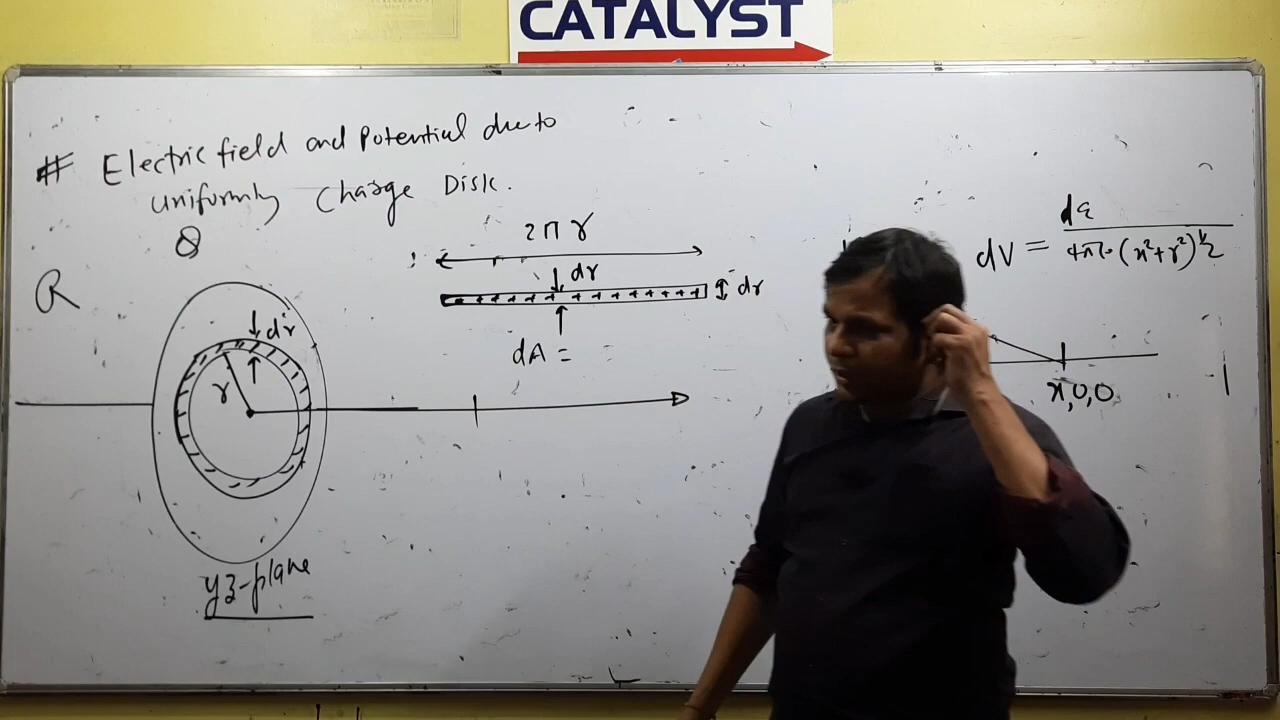 CATALYST
# Electric field and Potential due to
uniformly Charge Disk.
Q
R
2πr
dr
dr
dA =
dr
r
yz-plane
dV = dq / 4πε₀(x²+r²)^½
x,0,0